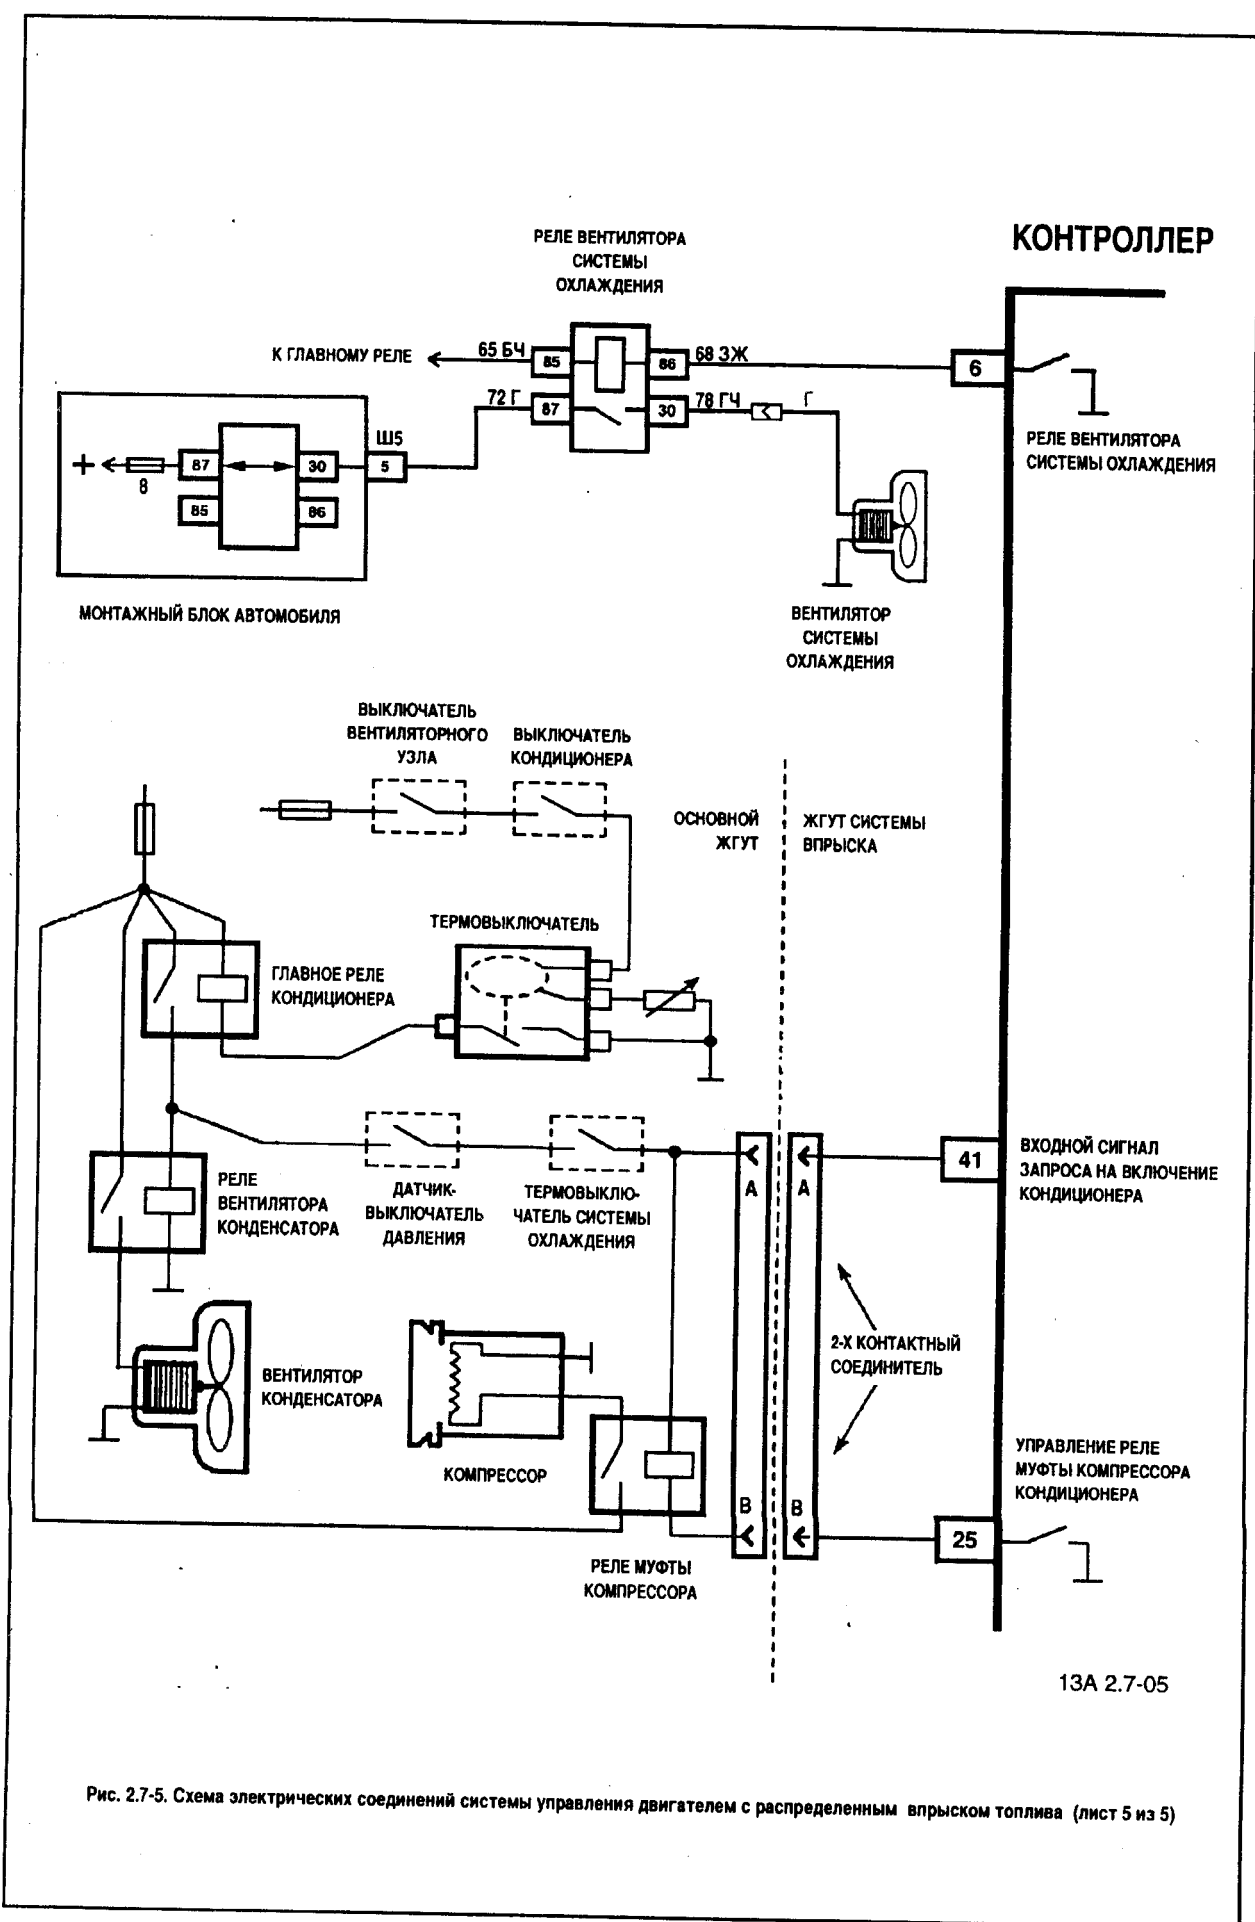 КОНТРОЛЛЕР
РЕЛЕ ВЕНТИЛЯТОРА
СИСТЕМЫ
ОХЛАЖДЕНИЯ
К ГЛАВНОМУ РЕЛЕ
65 БЧ
85
86
68 ЗЖ
6
72 Г
87
30
78 ГЧ
Г
РЕЛЕ ВЕНТИЛЯТОРА
СИСТЕМЫ ОХЛАЖДЕНИЯ
Ш5
+
8
87
30
5
85
86
МОНТАЖНЫЙ БЛОК АВТОМОБИЛЯ
ВЕНТИЛЯТОР
СИСТЕМЫ
ОХЛАЖДЕНИЯ
ВЫКЛЮЧАТЕЛЬ
ВЕНТИЛЯТОРНОГО
УЗЛА
ВЫКЛЮЧАТЕЛЬ
КОНДИЦИОНЕРА
ОСНОВНОЙ
ЖГУТ
ЖГУТ СИСТЕМЫ
ВПРЫСКА
ТЕРМОВЫКЛЮЧАТЕЛЬ
ГЛАВНОЕ РЕЛЕ
КОНДИЦИОНЕРА
РЕЛЕ
ВЕНТИЛЯТОРА
КОНДЕНСАТОРА
ДАТЧИК-
ВЫКЛЮЧАТЕЛЬ
ДАВЛЕНИЯ
ТЕРМОВЫКЛЮ-
ЧАТЕЛЬ СИСТЕМЫ
ОХЛАЖДЕНИЯ
А
А
41
ВХОДНОЙ СИГНАЛ
ЗАПРОСА НА ВКЛЮЧЕНИЕ
КОНДИЦИОНЕРА
2-Х КОНТАКТНЫЙ
СОЕДИНИТЕЛЬ
ВЕНТИЛЯТОР
КОНДЕНСАТОРА
КОМПРЕССОР
УПРАВЛЕНИЕ РЕЛЕ
МУФТЫ КОМПРЕССОРА
КОНДИЦИОНЕРА
В
В
25
РЕЛЕ МУФТЫ
КОМПРЕССОРА
13А 2.7-05
Рис. 2.7-5. Схема электрических соединений системы управления двигателем с распределенным впрыском топлива (лист 5 из 5)